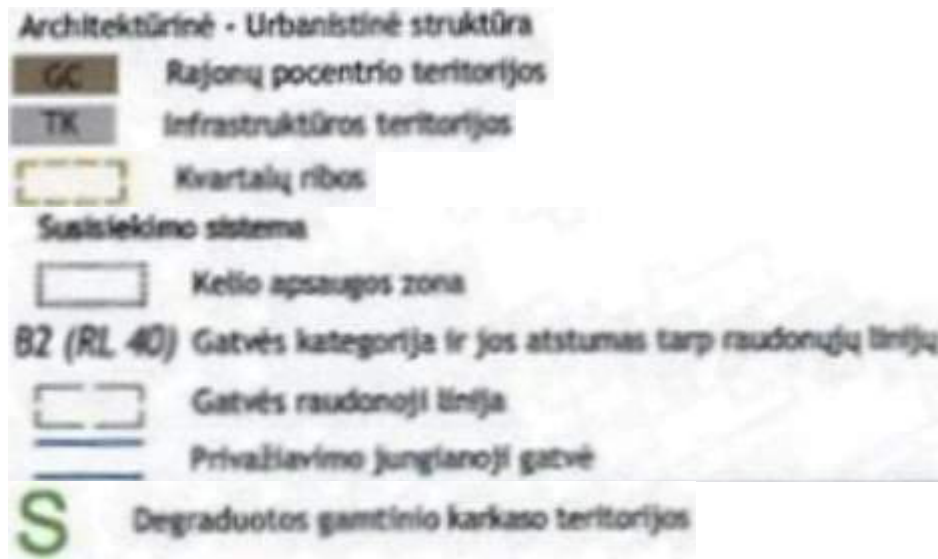 Architektūrinė - Urbanistinė struktūra
GC Rajonų pocentrio teritorijos
TK Infrastruktūros teritorijos
Kvartalų ribos
Susisiekimo sistema
Kelio apsaugos zona
B2 (RL 40) Gatvės kategorija ir jos atstumas tarp raudonųjų linijų
Gatvės raudonoji linija
Privažiavimo jungianoji gatvė
S Degraduotos gamtinio karkaso teritorijos